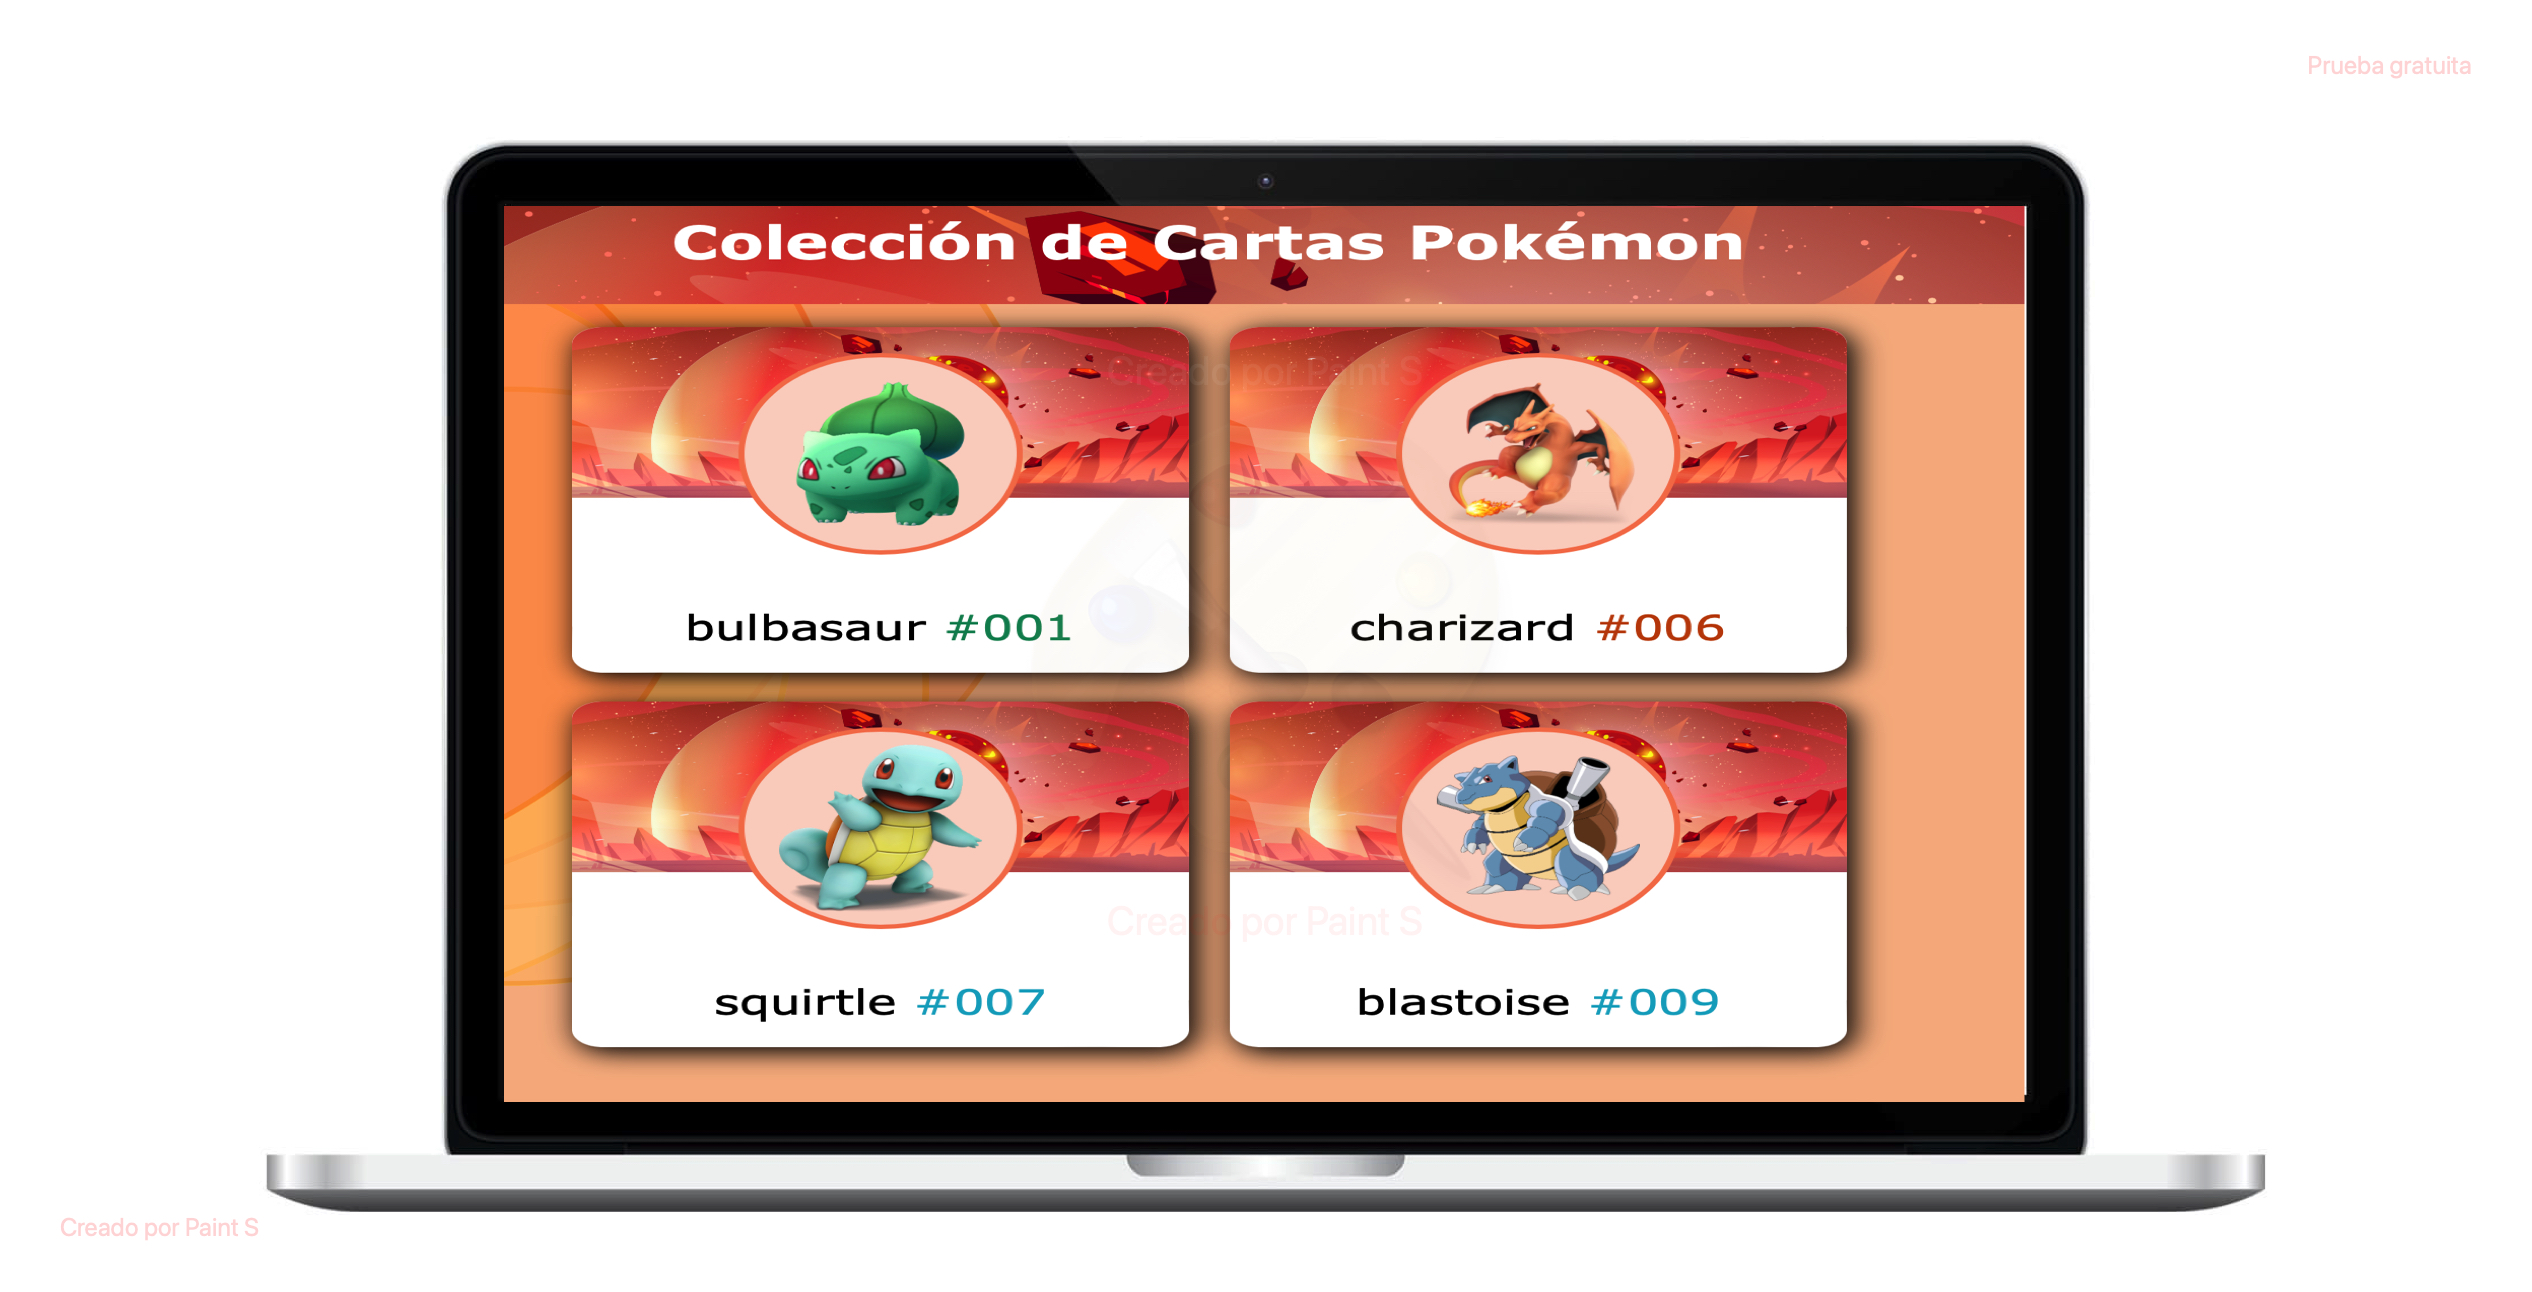 Prueba gratuita
Colección de Cartas Pokémon
Creado por Paint S
bulbasaur #001
charizard #006
Creado por Paint S
squirtle #007
blastoise #009
Creado por Paint S